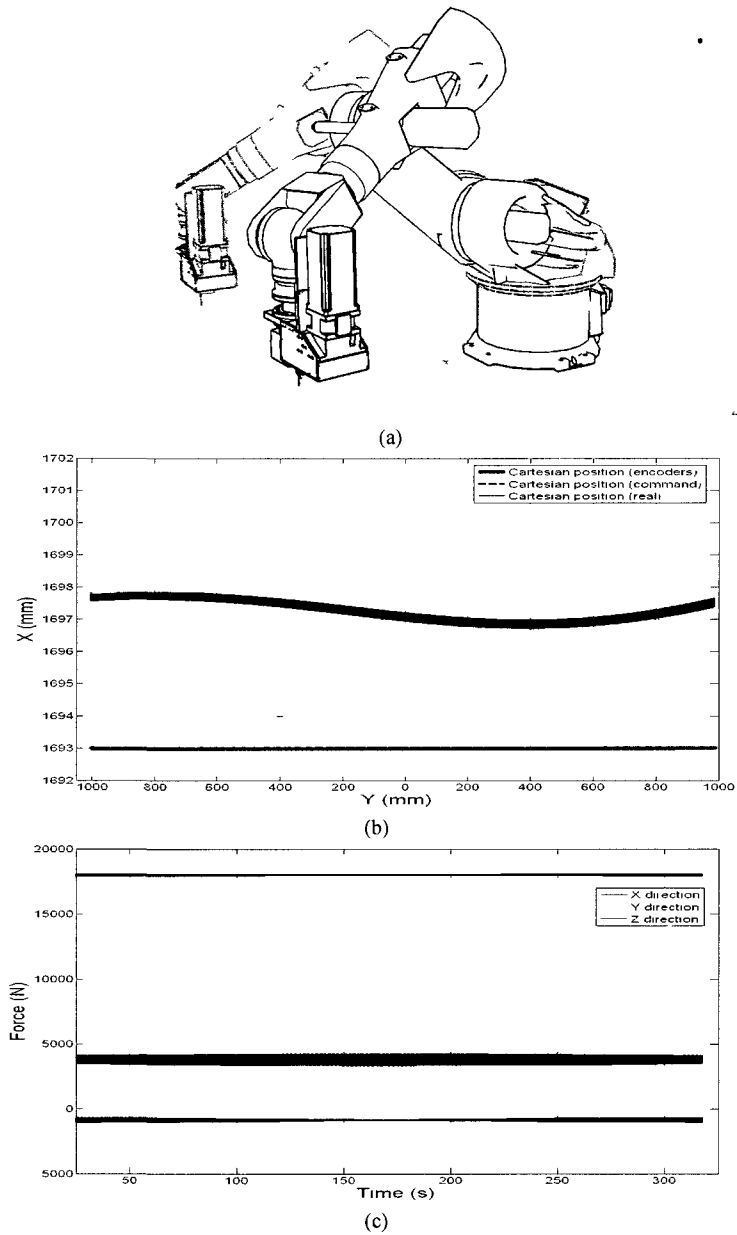 (a)
1702
1701
1700
1699
1698
1697
1696
1695
1694
1693
1692
X (mm)
Cartesian position (encoders)
Cartesian position (command)
Cartesian position (real)
1000 800 600 400 200 0 200 400 600 800 1000
Y (mm)
(b)
20000
15000
10000
5000
0
5000
Force (N)
X direction
Y direction
Z direction
50 100 150 200 250 300
Time (s)
(c)